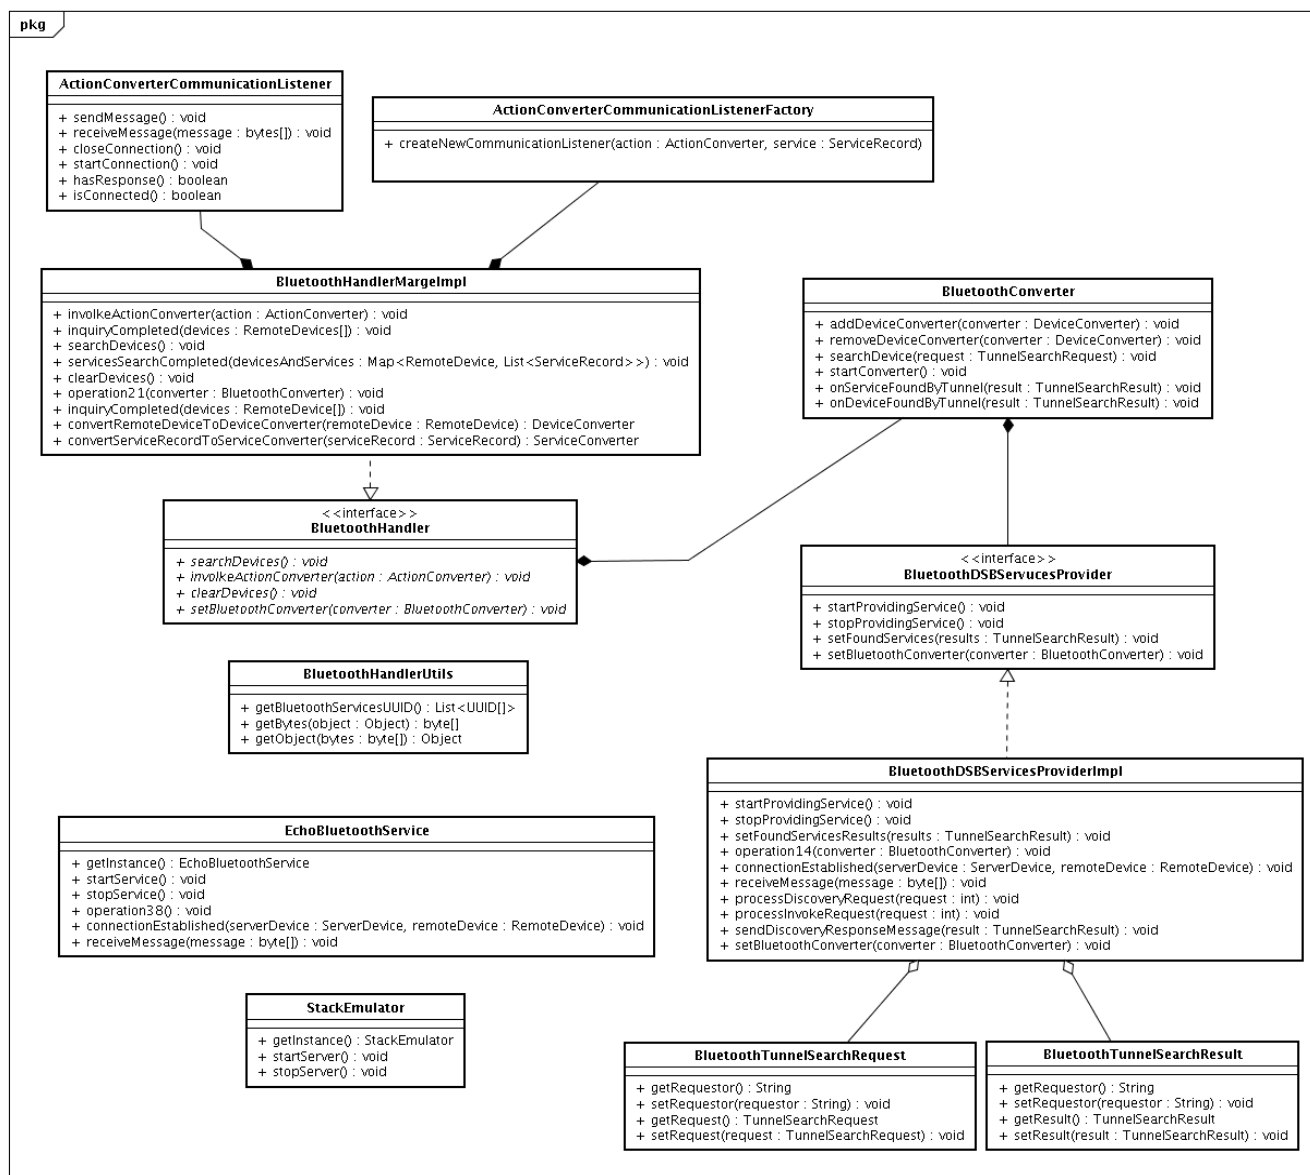 pkg
ActionConverterCommunicationListener
+ sendMessage() : void
+ receiveMessage(message : bytes[]) : void
+ closeConnection() : void
+ startConnection() : void
+ hasResponse() : boolean
+ isConnected() : boolean
ActionConverterCommunicationListenerFactory
+ createNewCommunicationListener(action : ActionConverter, service : ServiceRecord)
BluetoothHandlerMargeImpl
+ involkeActionConverter(action : ActionConverter) : void
+ inquiryCompleted(devices : RemoteDevices[]) : void
+ searchDevices() : void
+ servicesSearchCompleted(devicesAndServices : Map<RemoteDevice, List<ServiceRecord>>) : void
+ clearDevices() : void
+ operation21(converter : BluetoothConverter) : void
+ inquiryCompleted(devices : RemoteDevice[]) : void
+ convertRemoteDeviceToDeviceConverter(remoteDevice : RemoteDevice) : DeviceConverter
+ convertServiceRecordToServiceConverter(serviceRecord : ServiceRecord) : ServiceConverter
BluetoothConverter
+ addDeviceConverter(converter : DeviceConverter) : void
+ removeDeviceConverter(converter : DeviceConverter) : void
+ searchDevice(request : TunnelSearchRequest) : void
+ startConverter() : void
+ onServiceFoundByTunnel(result : TunnelSearchResult) : void
+ onDeviceFoundByTunnel(result : TunnelSearchResult) : void
<<interface>>
BluetoothHandler
+ searchDevices() : void
+ involkeActionConverter(action : ActionConverter) : void
+ clearDevices() : void
+ setBluetoothConverter(converter : BluetoothConverter) : void
<<interface>>
BluetoothDSBServucesProvider
+ startProvidingService() : void
+ stopProvidingService() : void
+ setFoundServices(results : TunnelSearchResult) : void
+ setBluetoothConverter(converter : BluetoothConverter) : void
BluetoothHandlerUtils
+ getBluetoothServicesUUID() : List<UUID[]>
+ getBytes(object : Object) : byte[]
+ getObject(bytes : byte[]) : Object
BluetoothDSBServicesProviderImpl
+ startProvidingService() : void
+ stopProvidingService() : void
+ setFoundServicesResults(results : TunnelSearchResult) : void
+ operation14(converter : BluetoothConverter) : void
+ connectionEstablished(serverDevice : ServerDevice, remoteDevice : RemoteDevice) : void
+ receiveMessage(message : byte[]) : void
+ processDiscoveryRequest(request : int) : void
+ processInvokeRequest(request : int) : void
+ sendDiscoveryResponseMessage(result : TunnelSearchResult) : void
+ setBluetoothConverter(converter : BluetoothConverter) : void
EchoBluetoothService
+ getInstance() : EchoBluetoothService
+ startService() : void
+ stopService() : void
+ operation38() : void
+ connectionEstablished(serverDevice : ServerDevice, remoteDevice : RemoteDevice) : void
+ receiveMessage(message : byte[]) : void
StackEmulator
+ getInstance() : StackEmulator
+ startServer() : void
+ stopServer() : void
BluetoothTunnelSearchRequest
+ getRequestor() : String
+ setRequestor(requestor : String) : void
+ getRequest() : TunnelSearchRequest
+ setRequest(request : TunnelSearchRequest) : void
BluetoothTunnelSearchResult
+ getRequestor() : String
+ setRequestor(requestor : String) : void
+ getResult() : TunnelSearchResult
+ setResult(result : TunnelSearchResult) : void